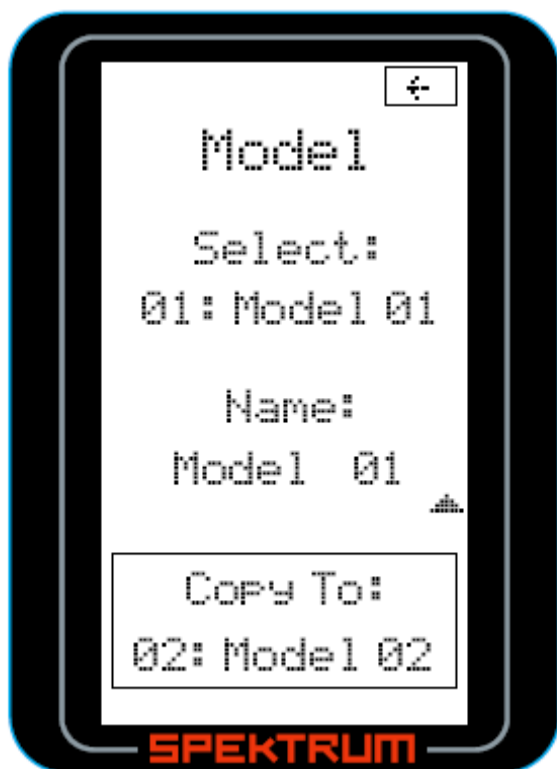 Model
Select:
01: Model 01
Name:
Model 01
Copy To:
02: Model 02
SPEKTRUM